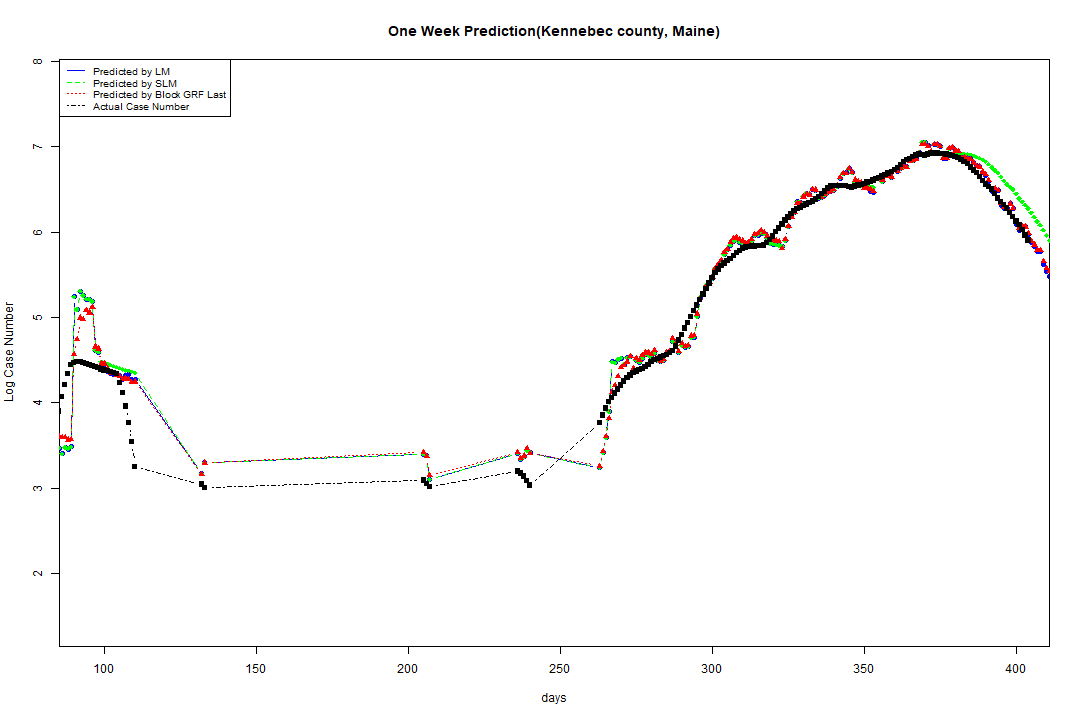 One Week Prediction(Kennebec county, Maine)
Predicted by LM
Predicted by SLM
Predicted by Block GRF Last
Actual Case Number
Log Case Number
8
7
6
5
4
3
2
100 150 200 250 300 350 400
days